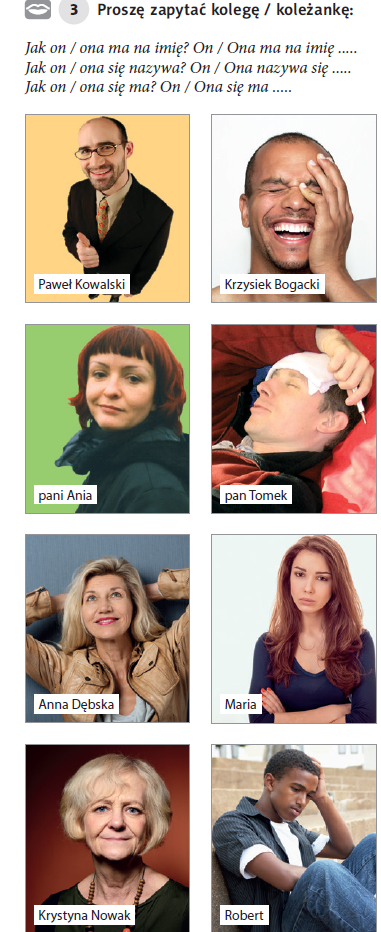 3 Proszę zapytać kolegę / koleżankę:
Jak on / ona ma na imię? On / Ona ma na imię .....
Jak on / ona się nazywa? On / Ona nazywa się .....
Jak on / ona się ma? On / Ona się ma .....
Paweł Kowalski
Krzysiek Bogacki
pani Ania
pan Tomek
Anna Dębska
Maria
Krystyna Nowak
Robert